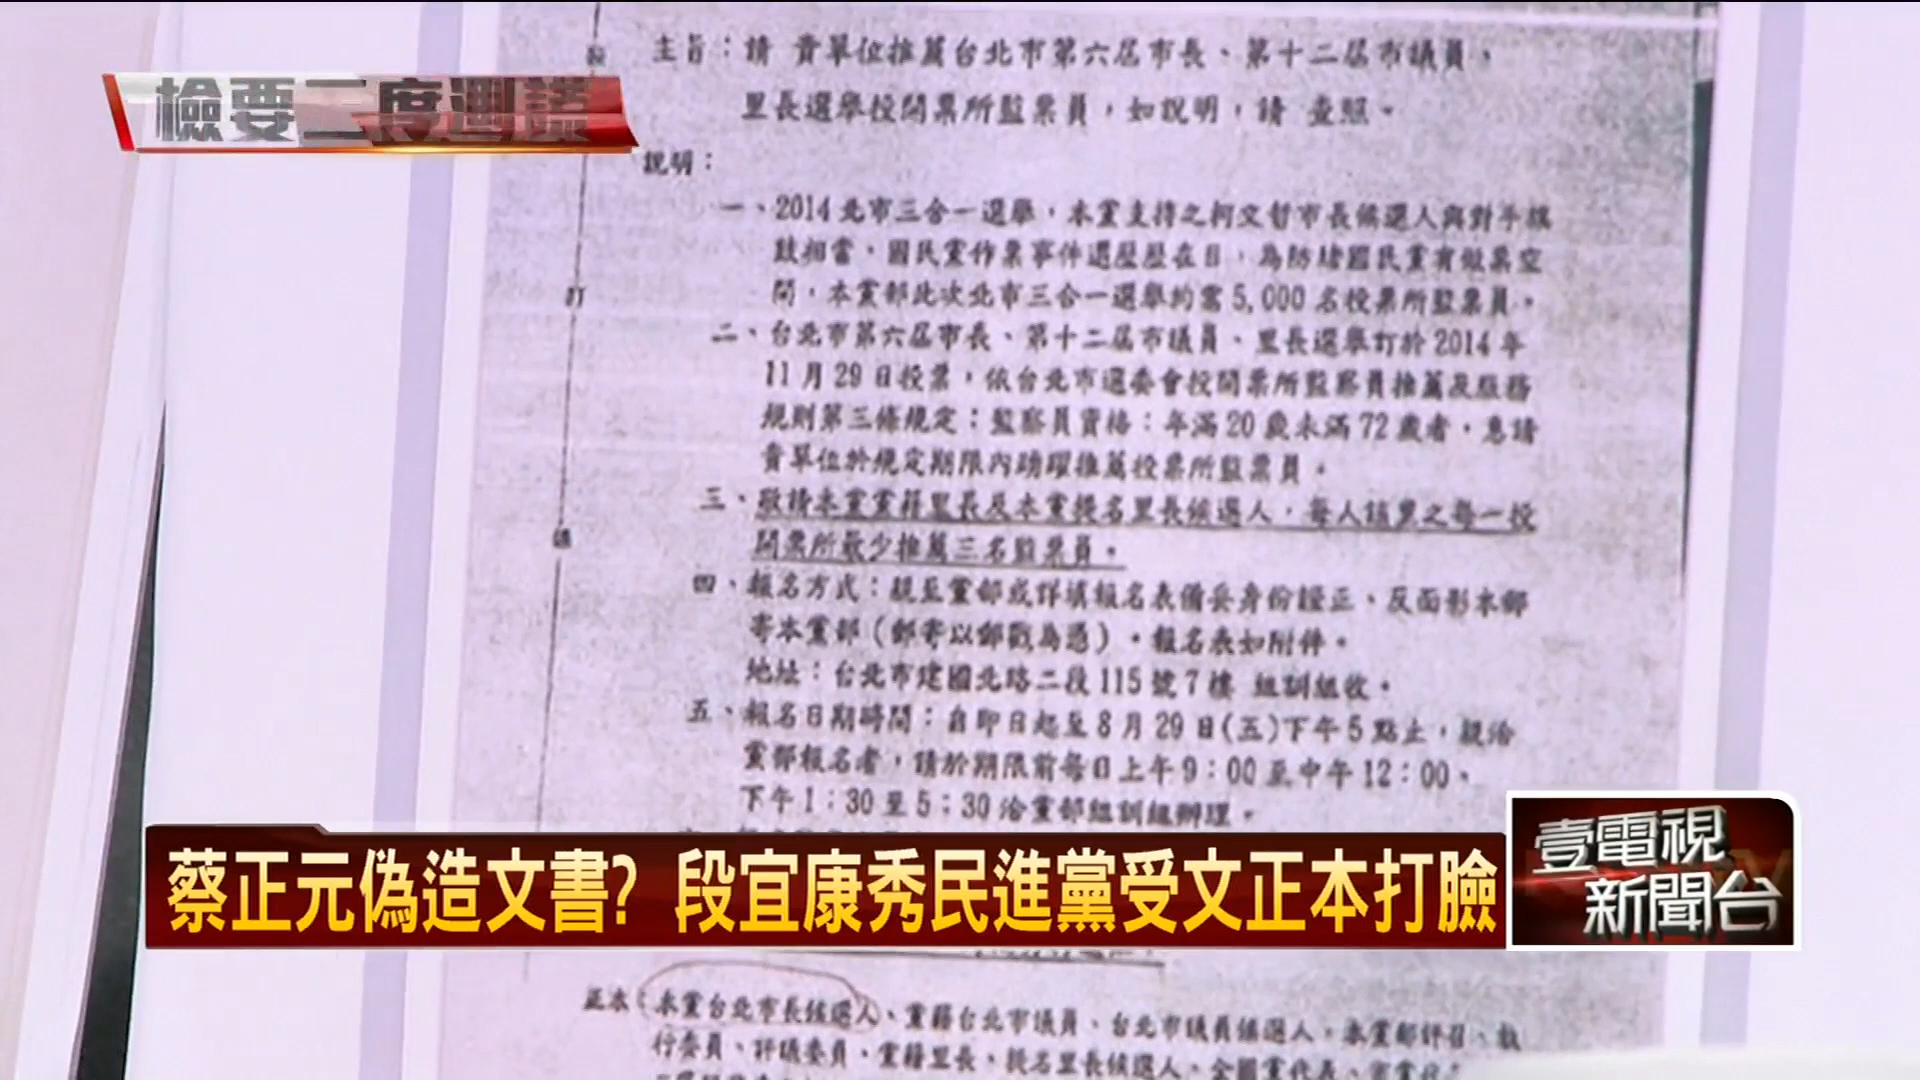 主旨：請 貴單位推薦台北市第六屆市長、第十二屆市議員、
里長選舉投開票所監票員，如說明，請 查照。
檢要二度測謊
說明：
一、2014北市三合一選舉，本黨支持之柯文哲市長候選人與對手旗
鼓相當，國民黨作票事件還歷歷在目，為防堵國民黨有做票空
間，本黨部此次北市三合一選舉約需5,000名投票所監票員。
訂
二、台北市第六屆市長、第十二屆市議員、里長選舉訂於2014年
11月29日投票，依台北市選委會投開票所監察員推薦及服務
規則第三條規定：監察員資格：年滿20歲未滿72歲者，惠請
貴單位於規定期限內踴躍推薦投票所監票員。
三、敬請本黨黨籍里長及本黨提名里長候選人，每人該里之每一投
開票所最少推薦三名監票員。
四、報名方式：親至黨部或詳填報名表備妥身份證正、反面影本郵
寄本黨部（郵寄以郵戳為憑）。報名表如附件。
地址：台北市建國北路二段115號7樓 組訓組收。
五、報名日期時間：自即日起至8月29日(五)下午5點止，親洽
黨部報名者，請於期限前每日上午9：00至中午12：00、
下午1：30至5：30洽黨部組訓組辦理。
蔡正元偽造文書? 段宜康秀民進黨受文正本打臉
壹電視
新聞台
正本：本黨台北市長候選人、黨籍台北市議員、台北市議員候選人、本黨部評召、執
行委員、評議委員、黨籍里長、提名里長候選人、全國黨代表、